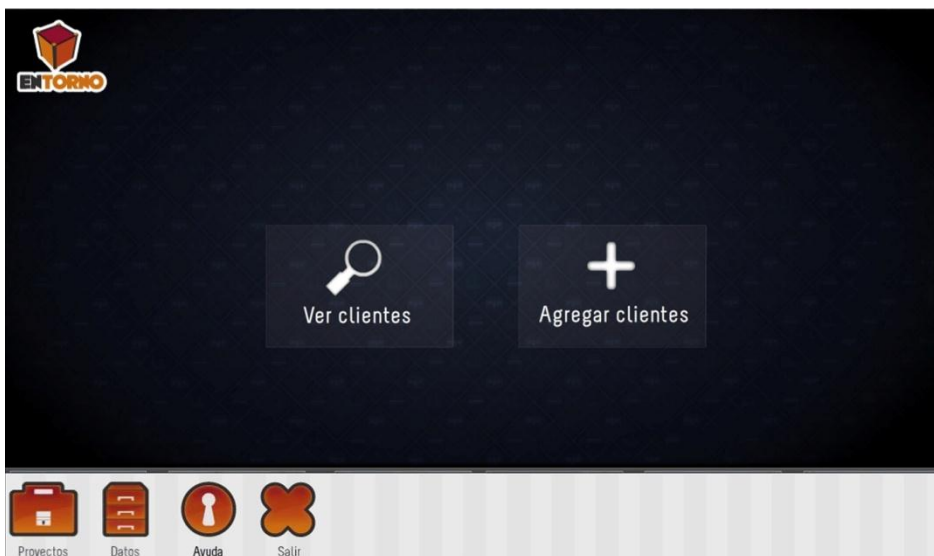 ENTORNO
Ver clientes
Agregar clientes
Proyectos
Datos
Ayuda
Salir